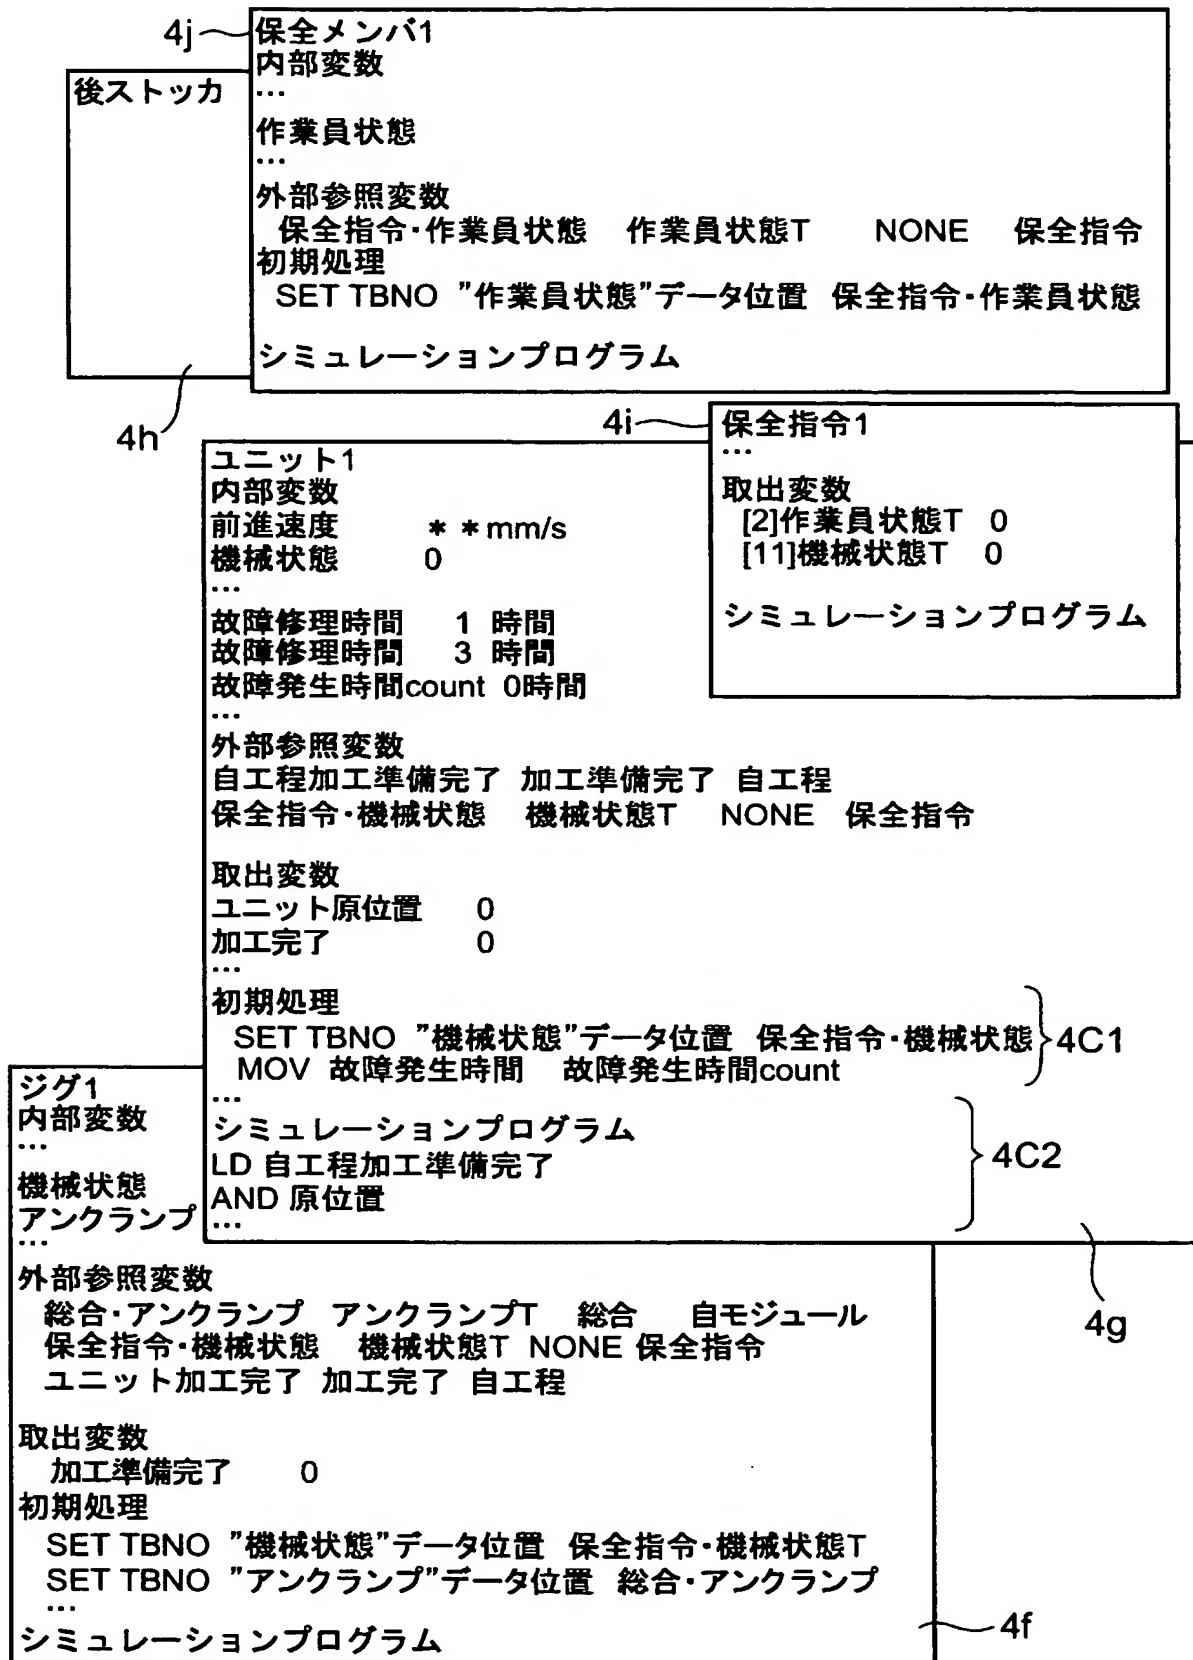 4j
保全メンバ1
内部変数
…
作業員状態
…
外部参照変数
保全指令・作業員状態 作業員状態T NONE 保全指令
初期処理
SET TBNO ”作業員状態”データ位置 保全指令・作業員状態
シミュレーションプログラム
後ストッカ
4h
4i
保全指令1
…
取出変数
[2]作業員状態T 0
[11]機械状態T 0
シミュレーションプログラム
ユニット1
内部変数
前進速度 ＊＊mm/s
機械状態 0
…
故障修理時間 1 時間
故障修理時間 3 時間
故障発生時間count 0時間
…
外部参照変数
自工程加工準備完了 加工準備完了 自工程
保全指令・機械状態 機械状態T NONE 保全指令
取出変数
ユニット原位置 0
加工完了 0
…
初期処理
SET TBNO ”機械状態”データ位置 保全指令・機械状態
MOV 故障発生時間 故障発生時間count
4C1
…
シミュレーションプログラム
LD 自工程加工準備完了
AND 原位置
…
4C2
4g
ジグ1
内部変数
…
機械状態
アンクランプ
…
外部参照変数
総合・アンクランプ アンクランプT 総合 自モジュール
保全指令・機械状態 機械状態T NONE 保全指令
ユニット加工完了 加工完了 自工程
取出変数
加工準備完了 0
初期処理
SET TBNO ”機械状態”データ位置 保全指令・機械状態T
SET TBNO ”アンクランプ”データ位置 総合・アンクランプ
…
シミュレーションプログラム
4f